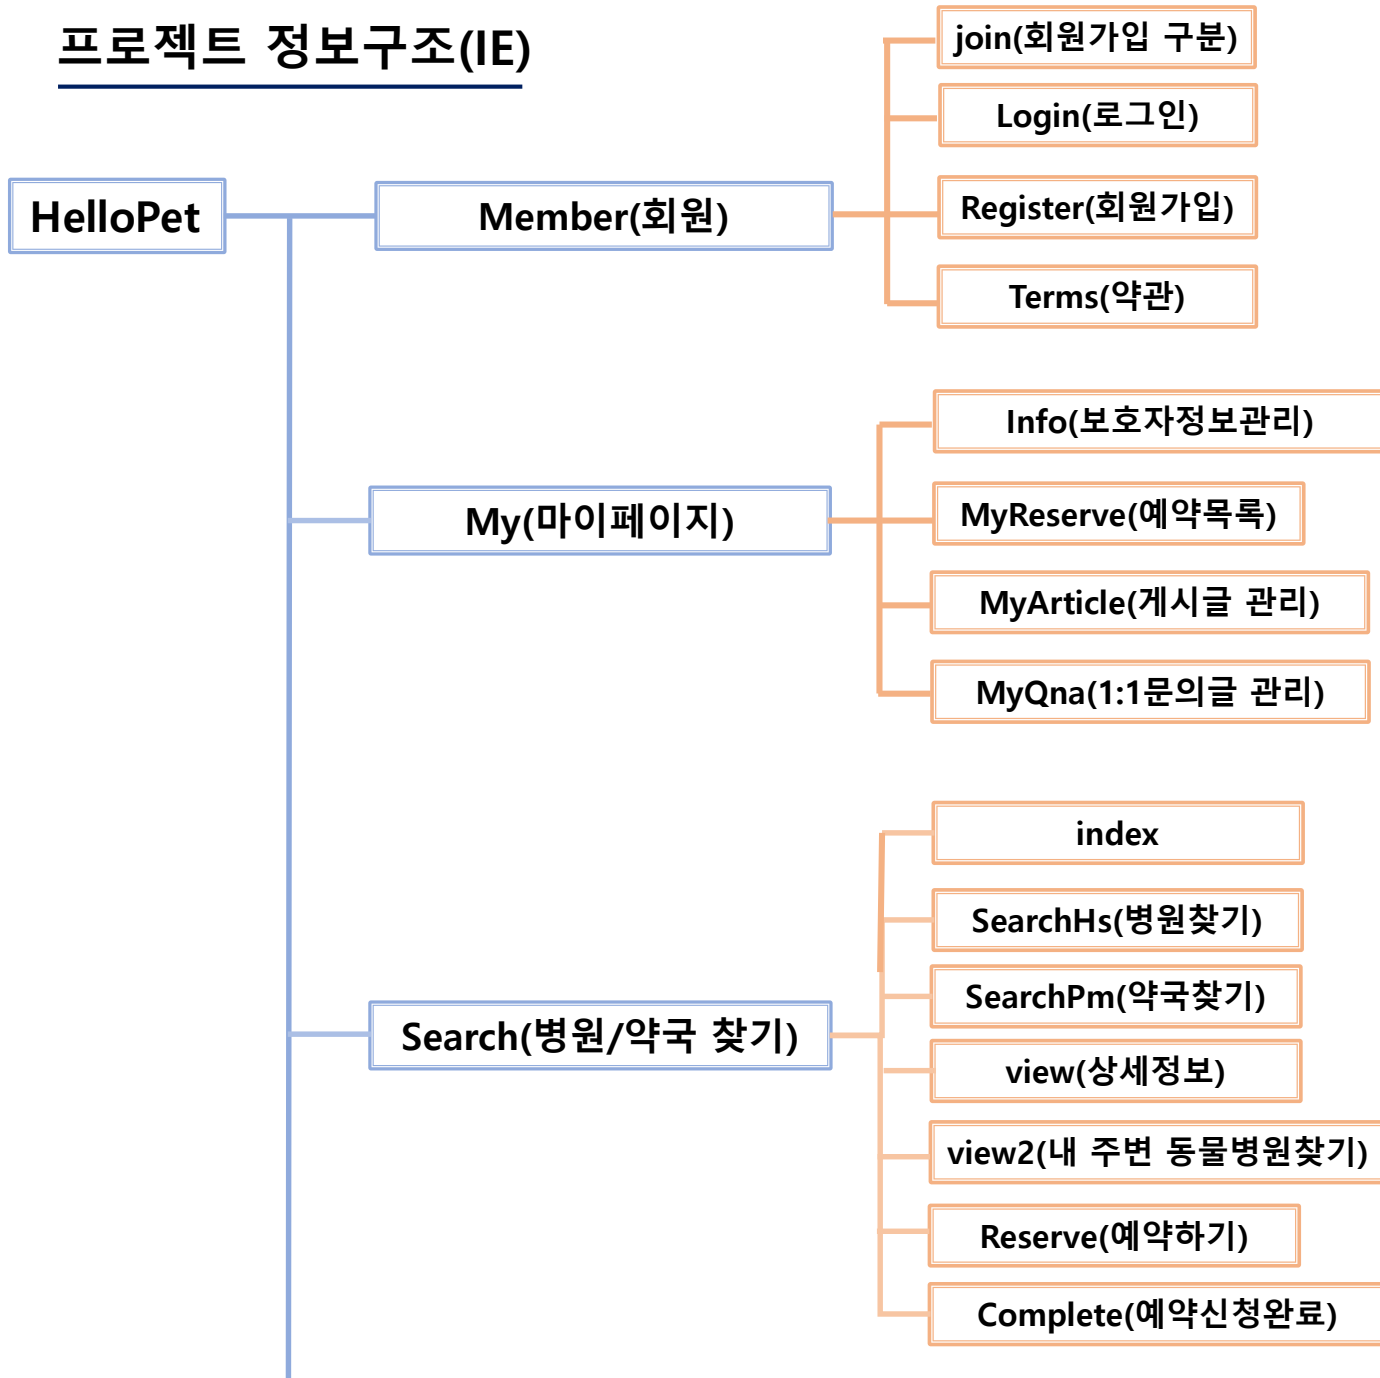 프로젝트 정보구조(IE)
HelloPet
Member(회원)
join(회원가입 구분)
Login(로그인)
Register(회원가입)
Terms(약관)
My(마이페이지)
Info(보호자정보관리)
MyReserve(예약목록)
MyArticle(게시글 관리)
MyQna(1:1문의글 관리)
Search(병원/약국 찾기)
index
SearchHs(병원찾기)
SearchPm(약국찾기)
view(상세정보)
view2(내 주변 동물병원찾기)
Reserve(예약하기)
Complete(예약신청완료)